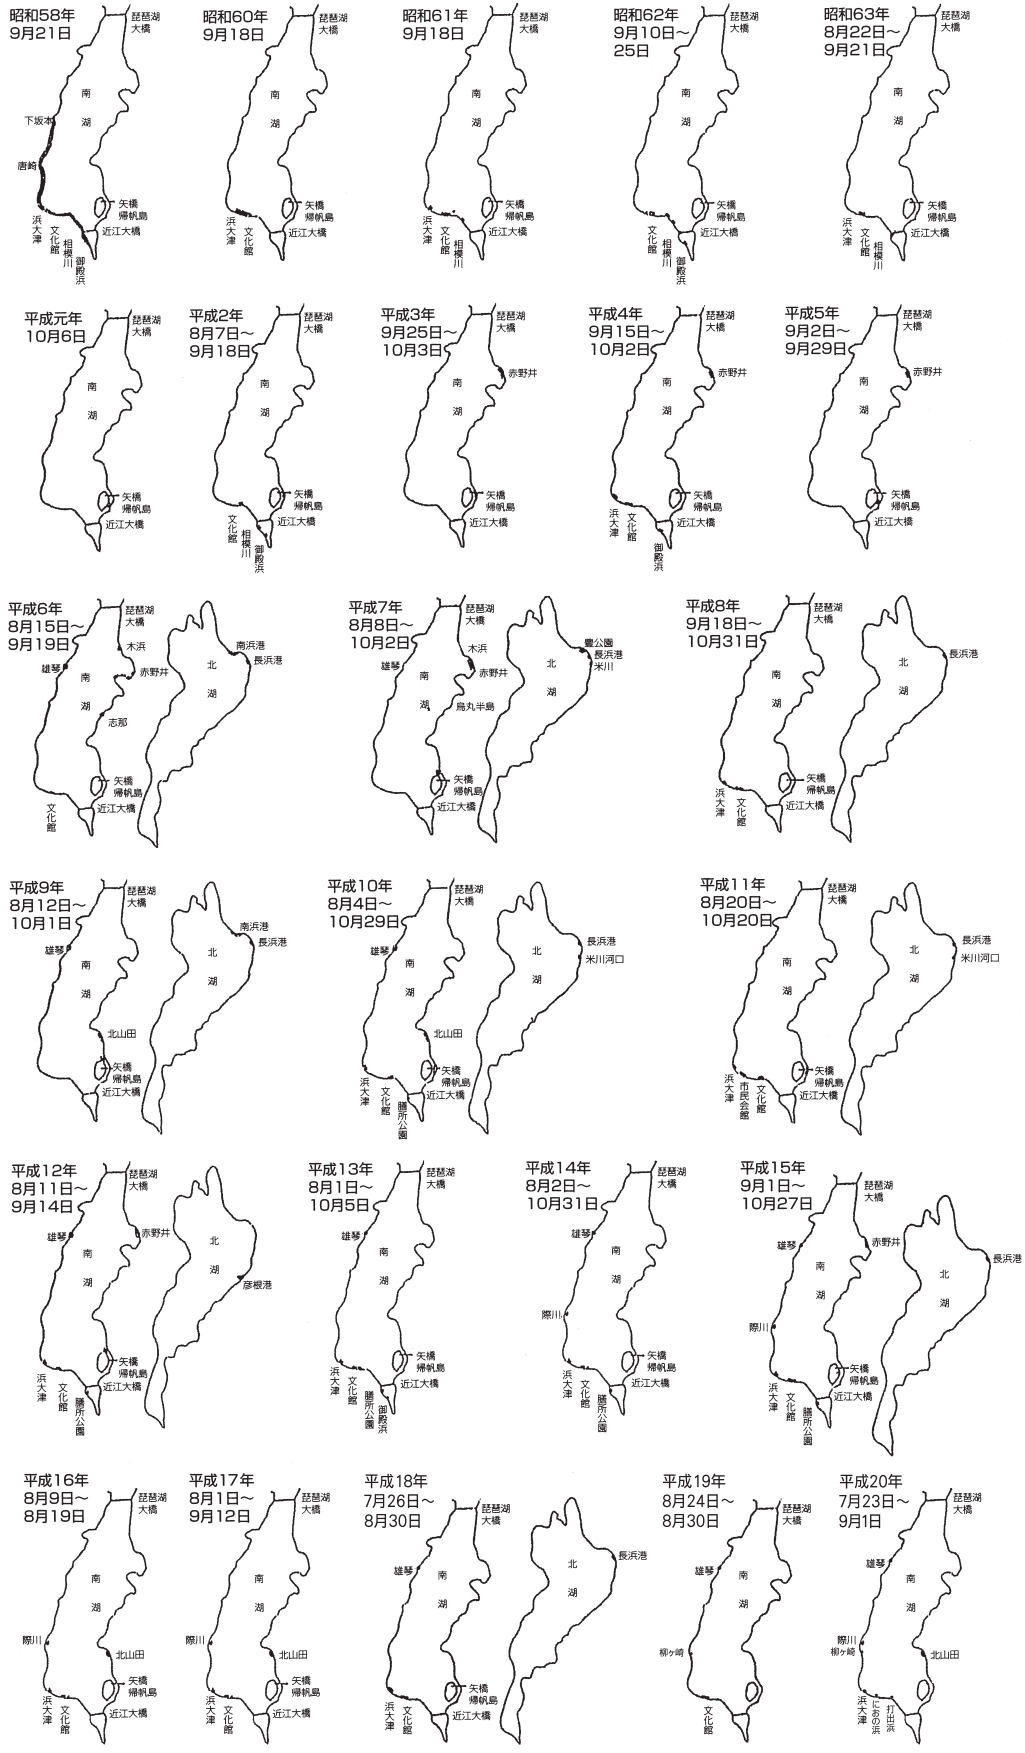 昭和58年
9月21日
琵琶湖
大橋
南
湖
下坂本
唐崎
矢橋
帰帆島
近江大橋
浜大津
文化館
相模川
御殿浜
昭和60年
9月18日
琵琶湖
大橋
南
湖
矢橋
帰帆島
近江大橋
浜大津
文化館
昭和61年
9月18日
琵琶湖
大橋
南
湖
矢橋
帰帆島
近江大橋
浜大津
文化館
相模川
昭和62年
9月10日〜
25日
琵琶湖
大橋
南
湖
矢橋
帰帆島
近江大橋
文化館
相模川
御殿浜
昭和63年
8月22日〜
9月21日
琵琶湖
大橋
南
湖
矢橋
帰帆島
近江大橋
浜大津
文化館
相模川
平成元年
10月6日
琵琶湖
大橋
南
湖
矢橋
帰帆島
近江大橋
平成2年
8月7日〜
9月18日
琵琶湖
大橋
南
湖
矢橋
帰帆島
近江大橋
文化館
相模川
御殿浜
平成3年
9月25日〜
10月3日
琵琶湖
大橋
赤野井
南
湖
矢橋
帰帆島
近江大橋
平成4年
9月15日〜
10月2日
琵琶湖
大橋
赤野井
南
湖
矢橋
帰帆島
近江大橋
浜大津
文化館
御殿浜
平成5年
9月2日〜
9月29日
琵琶湖
大橋
赤野井
南
湖
矢橋
帰帆島
近江大橋
平成6年
8月15日〜
9月19日
琵琶湖
大橋
木浜
雄琴
赤野井
南
湖
志那
矢橋
帰帆島
近江大橋
文化館
南浜港
長浜港
北
湖
平成7年
8月8日〜
10月2日
琵琶湖
大橋
木浜
雄琴
赤野井
南
湖
烏丸半島
矢橋
帰帆島
近江大橋
豊公園
長浜港
米川
北
湖
平成8年
9月18日〜
10月31日
琵琶湖
大橋
南
湖
矢橋
帰帆島
近江大橋
浜大津
文化館
長浜港
北
湖
平成9年
8月12日〜
10月1日
琵琶湖
大橋
雄琴
南
湖
北山田
矢橋
帰帆島
近江大橋
南浜港
長浜港
北
湖
平成10年
8月4日〜
10月29日
琵琶湖
大橋
雄琴
南
湖
北山田
矢橋
帰帆島
近江大橋
浜大津
文化館
膳所公園
長浜港
米川河口
北
湖
平成11年
8月20日〜
10月20日
琵琶湖
大橋
南
湖
矢橋
帰帆島
近江大橋
浜大津
市民会館
文化館
長浜港
米川河口
北
湖
平成12年
8月11日〜
9月14日
琵琶湖
大橋
雄琴
赤野井
南
湖
矢橋
帰帆島
近江大橋
浜大津
文化館
膳所公園
北
湖
彦根港
平成13年
8月1日〜
10月5日
琵琶湖
大橋
雄琴
南
湖
矢橋
帰帆島
近江大橋
浜大津
文化館
膳所公園
御殿浜
平成14年
8月2日〜
10月31日
琵琶湖
大橋
雄琴
南
湖
際川
矢橋
帰帆島
近江大橋
浜大津
文化館
膳所公園
平成15年
9月1日〜
10月27日
琵琶湖
大橋
雄琴
赤野井
南
湖
際川
矢橋
帰帆島
近江大橋
浜大津
文化館
膳所公園
長浜港
北
湖
平成16年
8月9日〜
8月19日
琵琶湖
大橋
南
湖
際川
北山田
矢橋
帰帆島
近江大橋
浜大津
文化館
平成17年
8月1日〜
9月12日
琵琶湖
大橋
南
湖
際川
北山田
矢橋
帰帆島
近江大橋
浜大津
文化館
平成18年
7月26日〜
8月30日
琵琶湖
大橋
雄琴
南
湖
矢橋
帰帆島
近江大橋
浜大津
文化館
長浜港
北
湖
平成19年
8月24日〜
8月30日
琵琶湖
大橋
雄琴
南
湖
柳ヶ崎
矢橋
帰帆島
近江大橋
文化館
平成20年
7月23日〜
9月1日
琵琶湖
大橋
雄琴
南
湖
際川
柳ヶ崎
北山田
矢橋
帰帆島
近江大橋
浜大津
におの浜
打出浜